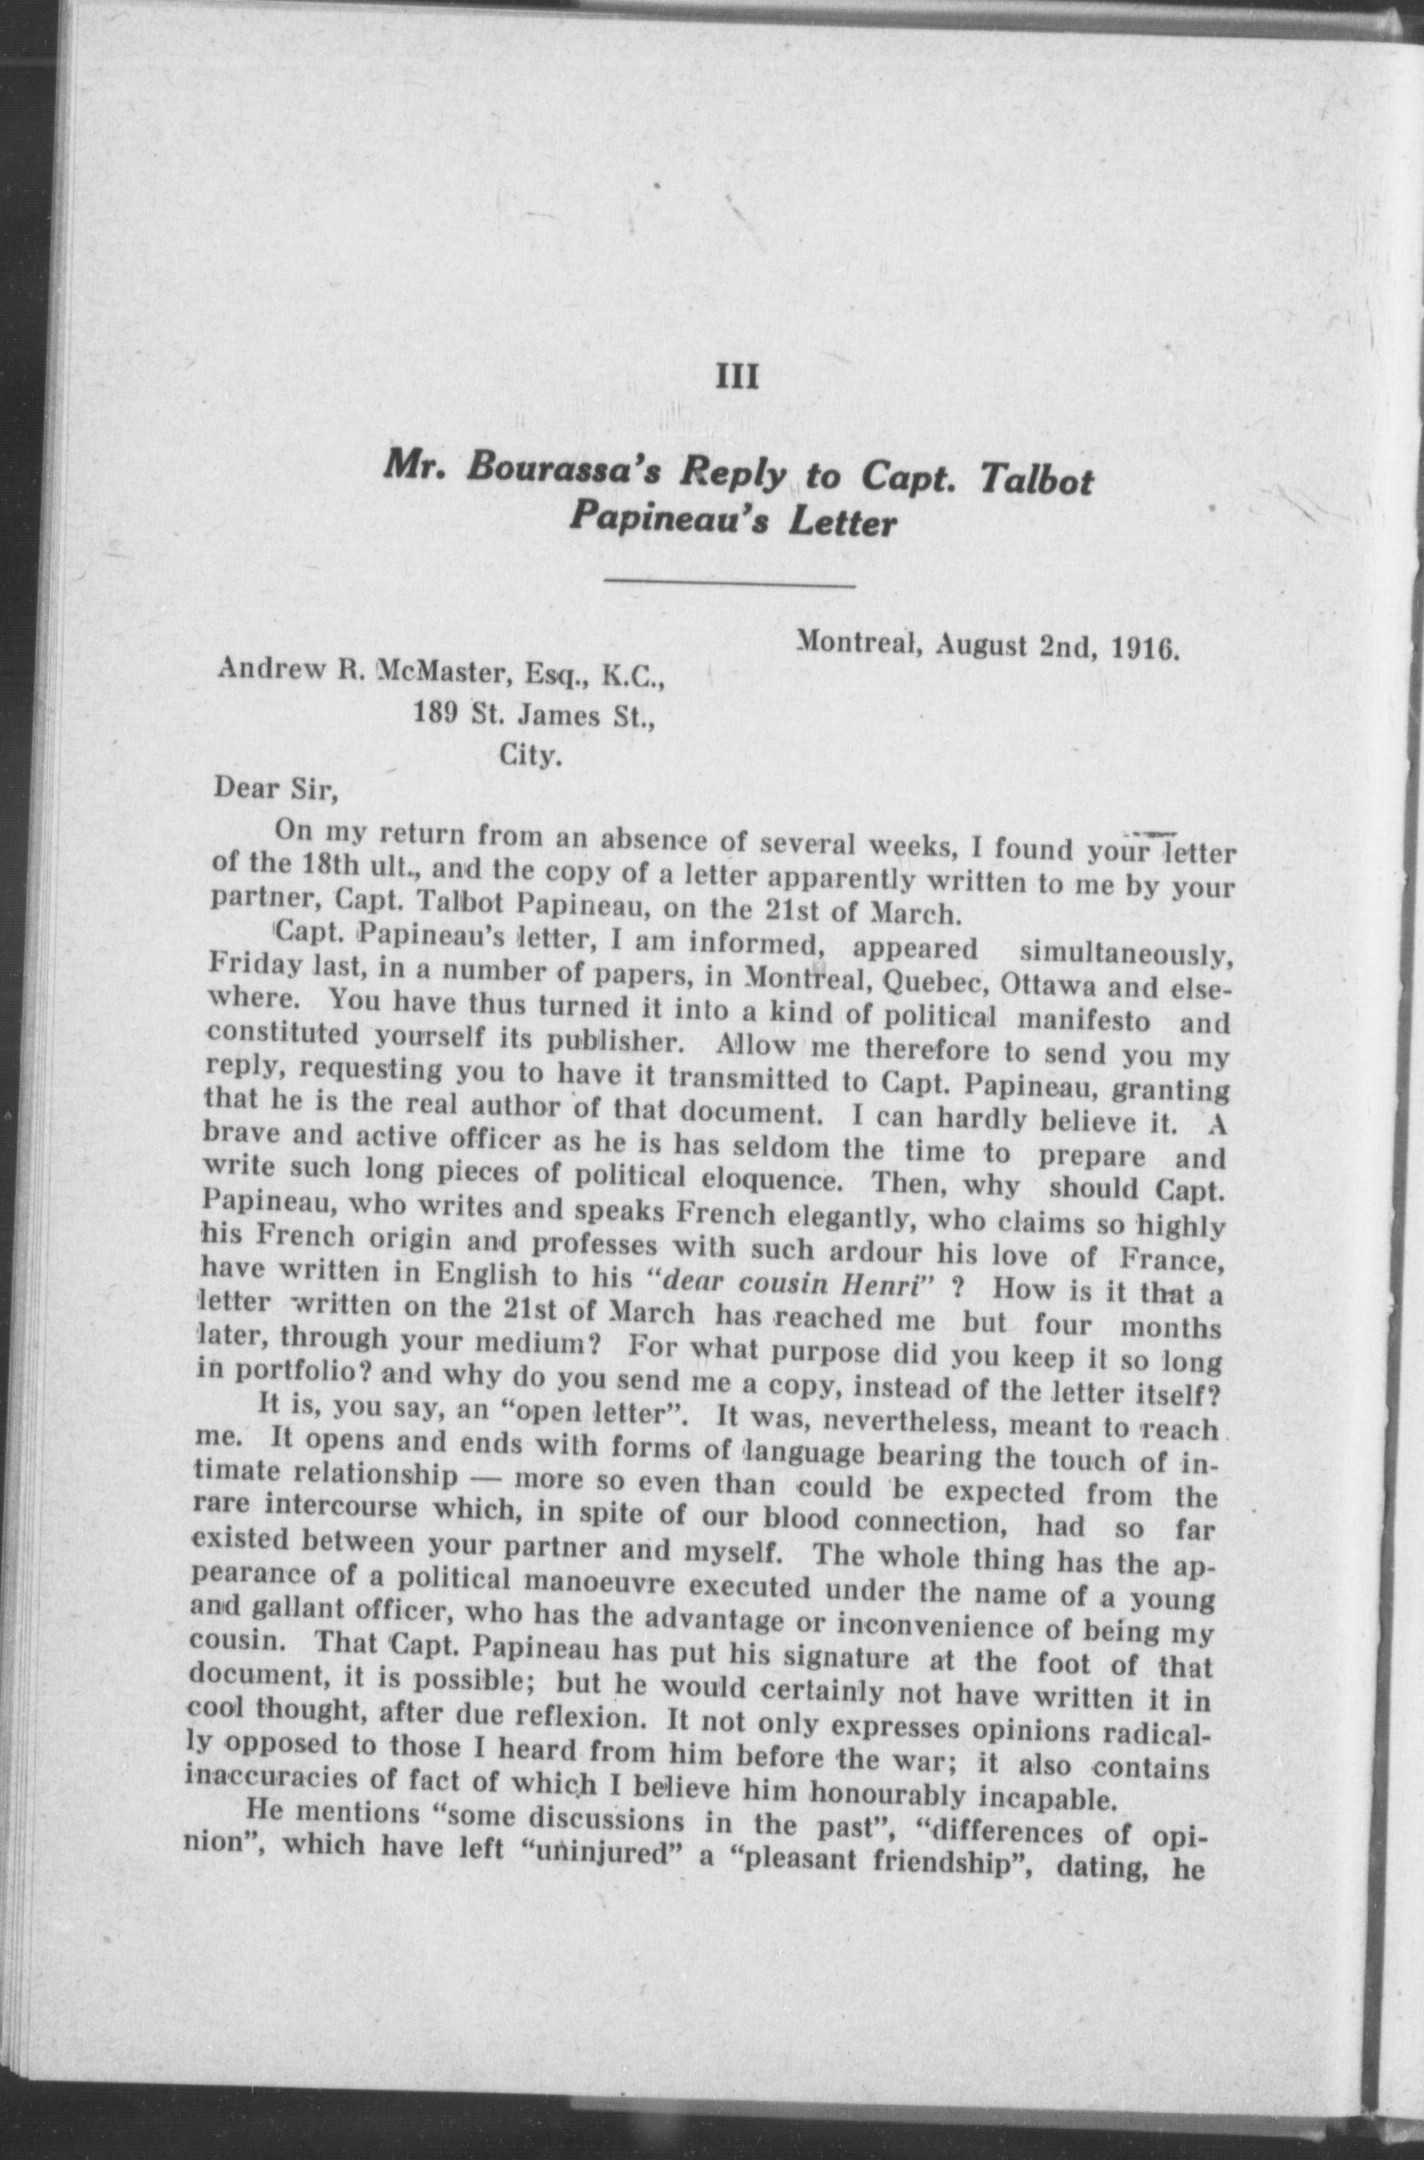 III
Mr. Bourassa's Reply to Capt. Talbot
Papineau's Letter
Montreal, August 2nd, 1916.
Andrew R. McMaster, Esq., K.C.,
189 St. James St.,
City.
Dear Sir,
On my return from an absence of several weeks, I found your letter
of the 18th ult., and the copy of a letter apparently written to me by your
partner, Capt. Talbot Papineau, on the 21st of March.
Capt. Papineau's letter, I am informed, appeared simultaneously,
Friday last, in a number of papers, in Montreal, Quebec, Ottawa and else-
where. You have thus turned it into a kind of political manifesto and
constituted yourself its publisher. Allow me therefore to send you my
reply, requesting you to have it transmitted to Capt. Papineau, granting
that he is the real author of that document. I can hardly believe it. A
brave and active officer as he is has seldom the time to prepare and
write such long pieces of political eloquence. Then, why should Capt.
Papineau, who writes and speaks French elegantly, who claims so highly
his French origin and professes with such ardour his love of France,
have written in English to his "dear cousin Henri" ? How is it that a
letter written on the 21st of March has reached me but four months
later, through your medium? For what purpose did you keep it so long
in portfolio? and why do you send me a copy, instead of the letter itself?
It is, you say, an "open letter". It was, nevertheless, meant to reach
me. It opens and ends with forms of language bearing the touch of in-
timate relationship — more so even than could be expected from the
rare intercourse which, in spite of our blood connection, had so far
existed between your partner and myself. The whole thing has the ap-
pearance of a political manoeuvre executed under the name of a young
and gallant officer, who has the advantage or inconvenience of being my
cousin. That Capt. Papineau has put his signature at the foot of that
document, it is possible; but he would certainly not have written it in
cool thought, after due reflexion. It not only expresses opinions radical-
ly opposed to those I heard from him before the war; it also contains
inaccuracies of fact of which I believe him honourably incapable.
He mentions "some discussions in the past", "differences of opi-
nion", which have left "uninjured" a "pleasant friendship", dating, he